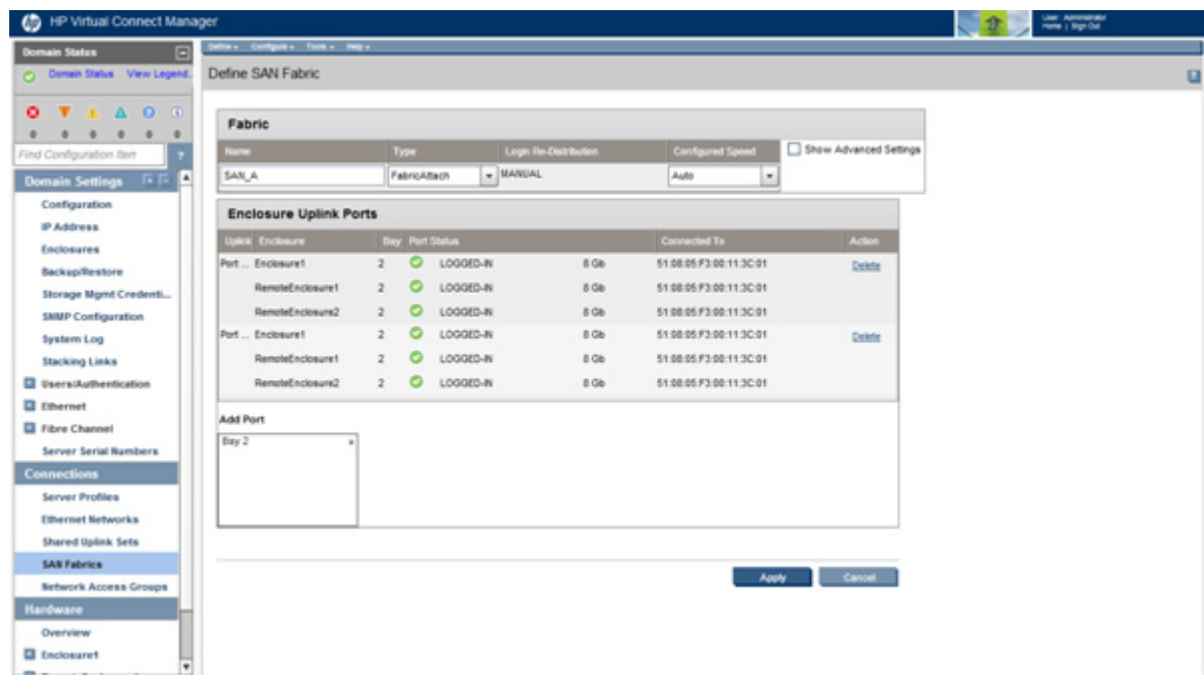 HP Virtual Connect Manager
User: Administrator
Home | Sign Out
Domain Status
Define Configure Tools Help
Domain Status View Legend..
Define SAN Fabric
Find Configuration Item
Fabric
Name Type Login Re-Distribution Configured Speed Show Advanced Settings
SAN_A FabricAttach MANUAL Auto
Domain Settings
Configuration
IP Address
Enclosures
Backup/Restore
Storage Mgmt Credenti...
SNMP Configuration
System Log
Stacking Links
Users/Authentication
Ethernet
Fibre Channel
Server Serial Numbers
Connections
Server Profiles
Ethernet Networks
Shared Uplink Sets
SAN Fabrics
Network Access Groups
Hardware
Overview
Enclosure1
Enclosure Uplink Ports
Uplink Enclosure Bay Port Status Connected To Action
Port ... Enclosure1 2 LOGGED-IN 8 Gb 51:08:05:F3:00:11:3C:01 Delete
RemoteEnclosure1 2 LOGGED-IN 8 Gb 51:08:05:F3:00:11:3C:01
RemoteEnclosure2 2 LOGGED-IN 8 Gb 51:08:05:F3:00:11:3C:01
Port ... Enclosure1 2 LOGGED-IN 8 Gb 51:08:05:F3:00:11:3C:01 Delete
RemoteEnclosure1 2 LOGGED-IN 8 Gb 51:08:05:F3:00:11:3C:01
RemoteEnclosure2 2 LOGGED-IN 8 Gb 51:08:05:F3:00:11:3C:01
Add Port
Bay 2
Apply Cancel